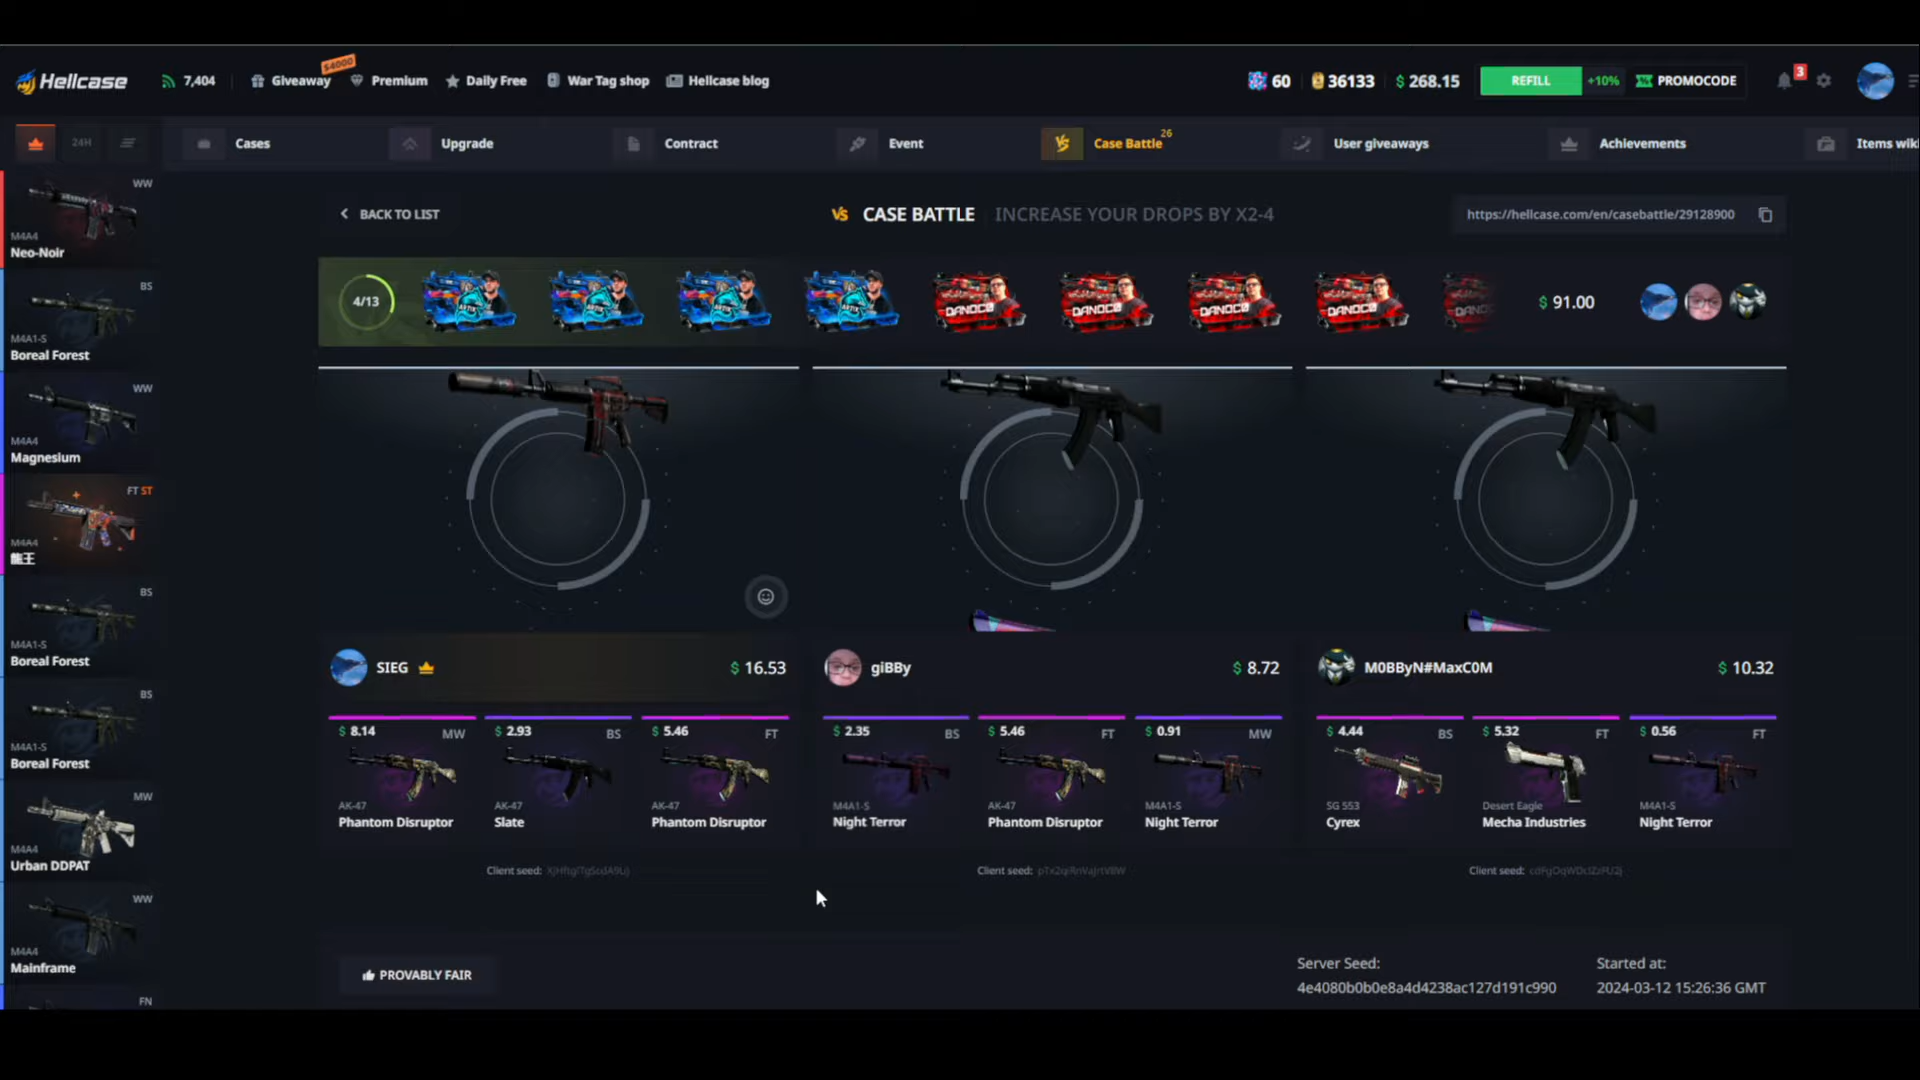 Hellcase
7,404
Giveaway
$4000
Premium
Daily Free
War Tag shop
Hellcase blog
60
36133
$ 268.15
REFILL
+10%
PROMOCODE
3
24H
Cases
Upgrade
Contract
Event
Case Battle
26
User giveaways
Achievements
Items wiki
WW
M4A4
Neo-Noir
BS
M4A1-S
Boreal Forest
WW
M4A4
Magnesium
FT ST
M4A4
龍王
BS
M4A1-S
Boreal Forest
BS
M4A1-S
Boreal Forest
MW
M4A4
Urban DDPAT
WW
M4A4
Mainframe
FN
BACK TO LIST
VS CASE BATTLE INCREASE YOUR DROPS BY X2-4
https://hellcase.com/en/casebattle/29128900
4/13
DANOCO
DANOCO
DANOCO
DANOCO
$ 91.00
SIEG
$ 16.53
giBBy
$ 8.72
M0BByN#MaxC0M
$ 10.32
$ 8.14
MW
AK-47
Phantom Disruptor
$ 2.93
BS
AK-47
Slate
$ 5.46
FT
AK-47
Phantom Disruptor
$ 2.35
BS
M4A1-S
Night Terror
$ 5.46
FT
AK-47
Phantom Disruptor
$ 0.91
MW
M4A1-S
Night Terror
$ 4.44
BS
SG 553
Cyrex
$ 5.32
FT
Desert Eagle
Mecha Industries
$ 0.56
FT
M4A1-S
Night Terror
Client seed:
Client seed:
Client seed:
PROVABLY FAIR
Server Seed:
4e4080b0b0e8a4d4238ac127d191c990
Started at:
2024-03-12 15:26:36 GMT